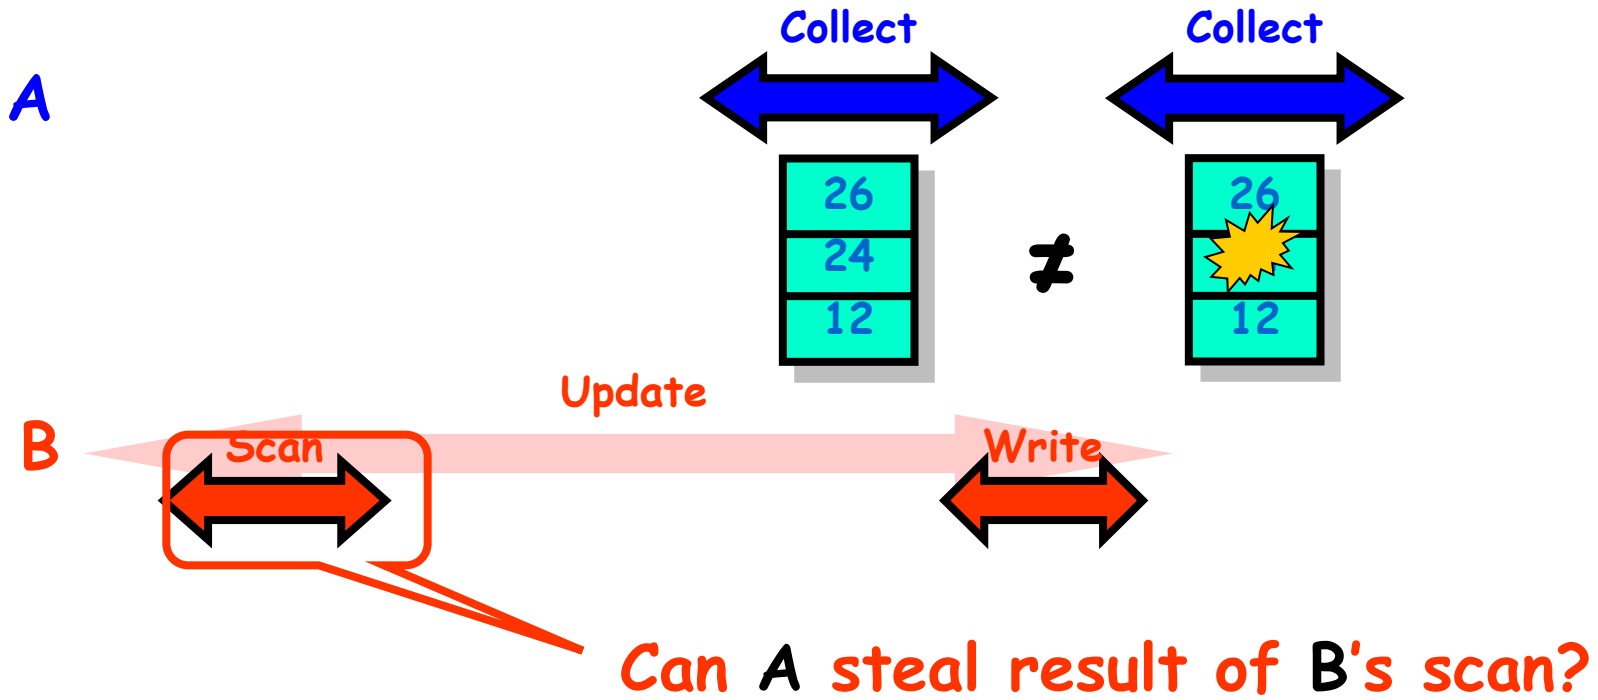 Collect Collect
A
26 26
24 ≠
12 12
Update
B Scan Write
Can A steal result of B's scan?